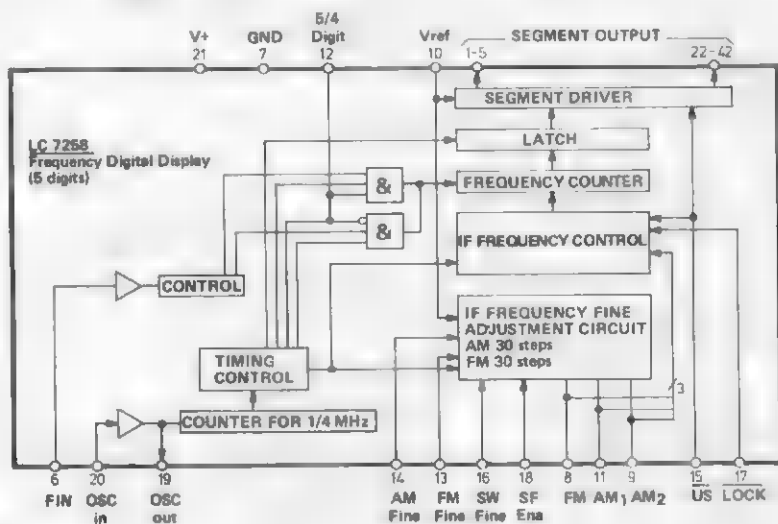 5/4
V+ GND Digit Vref SEGMENT OUTPUT
21 7 12 10 1-5 22-42
SEGMENT DRIVER
LC 7258
Frequency Digital Display
(5 digits)
LATCH
&
FREQUENCY COUNTER
&
IF FREQUENCY CONTROL
CONTROL
IF FREQUENCY FINE
ADJUSTMENT CIRCUIT
AM 30 steps
FM 30 steps
TIMING
CONTROL
3
COUNTER FOR 1/4 MHz
6 20 19 14 13 16 18 8 11 9 15 17
FIN OSC OSC AM FM SW SF FM AM1 AM2 US LOCK
in out Fine Fine Fine Ena